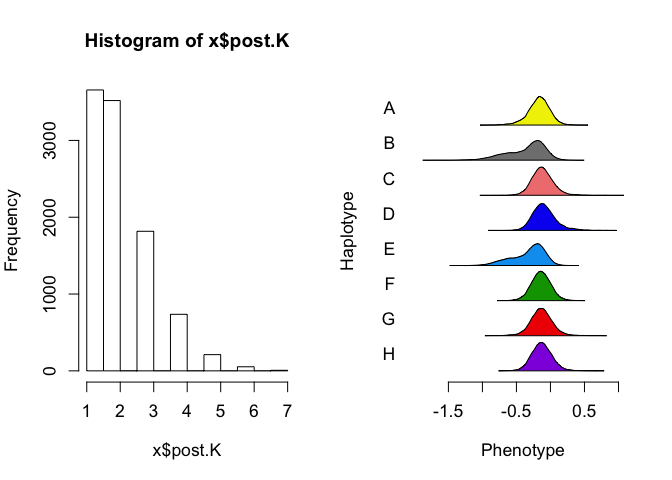 Histogram of x$post.K
Frequency
3000
2000
1000
0
1 2 3 4 5 6 7
x$post.K
Haplotype
A
B
C
D
E
F
G
H
-1.5 -0.5 0.5
Phenotype